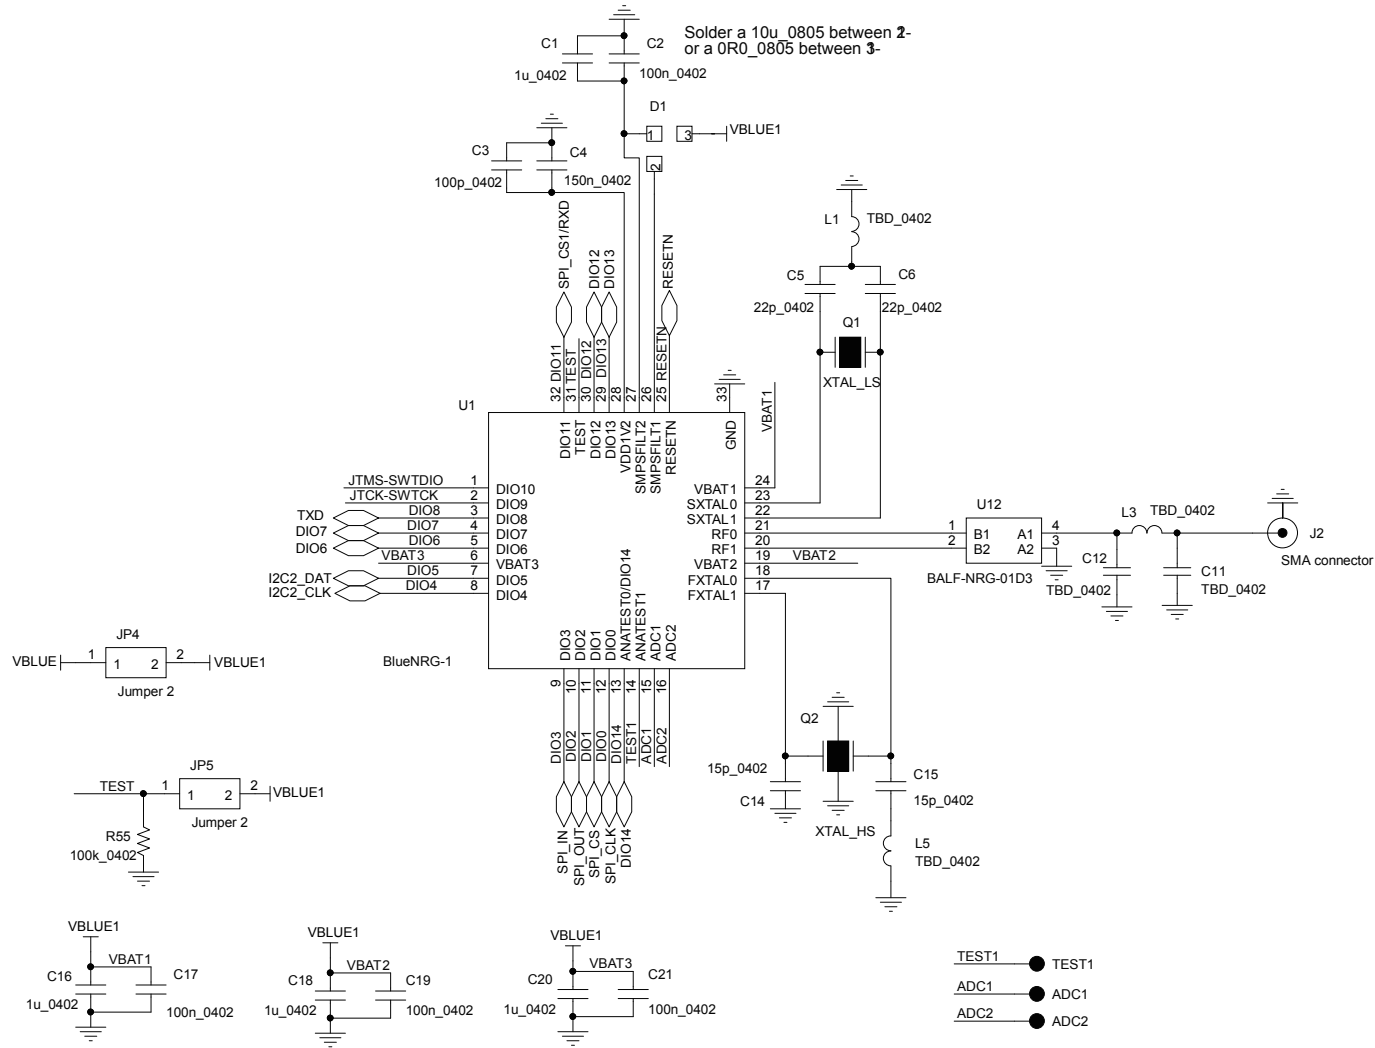 Solder a 10u_0805 between 1-2
or a 0R0_0805 between 1-3
C1
C2
1u_0402
100n_0402
D1
1
3
VBLUE1
2
C3
C4
100p_0402
150n_0402
L1
TBD_0402
C5
C6
22p_0402
22p_0402
Q1
XTAL_LS
SPI_CS1/RXD
DIO12
DIO13
RESETN
32 DIO11
31 TEST
30 DIO12
29 DIO13
28
27
26
25 RESETN
33
VBAT1
U1
DIO11
TEST
DIO12
DIO13
VDD1V2
SMPSFILT2
SMPSFILT1
RESETN
GND
JTMS-SWTDIO 1 DIO10
JTCK-SWTCK 2 DIO9
TXD DIO8 3 DIO8
DIO7 DIO7 4 DIO7
DIO6 DIO6 5 DIO6
VBAT3 6 VBAT3
I2C2_DAT DIO5 7 DIO5
I2C2_CLK DIO4 8 DIO4
VBAT1 24
SXTAL0 23
SXTAL1 22
RF0 21
RF1 20
VBAT2 19 VBAT2
FXTAL0 18
FXTAL1 17
DIO3
DIO2
DIO1
DIO0
ANATEST0/DIO14
ANATEST1
ADC1
ADC2
BlueNRG-1
9
10
11
12
13
14
15
16
DIO3
DIO2
DIO1
DIO0
DIO14
TEST1
ADC1
ADC2
SPI_IN
SPI_OUT
SPI_CS
SPI_CLK
DIO14
U12
1 B1 A1 4
2 B2 A2 3
BALF-NRG-01D3
L3 TBD_0402
C12
TBD_0402
C11
TBD_0402
J2
SMA connector
JP4
VBLUE 1 1 2 2 VBLUE1
Jumper 2
Q2
15p_0402
C14
C15
15p_0402
XTAL_HS
L5
TBD_0402
JP5
TEST 1 1 2 2 VBLUE1
Jumper 2
R55
100k_0402
VBLUE1
VBAT1
C16
C17
1u_0402
100n_0402
VBLUE1
VBAT2
C18
C19
1u_0402
100n_0402
VBLUE1
VBAT3
C20
C21
1u_0402
100n_0402
TEST1 TEST1
ADC1 ADC1
ADC2 ADC2